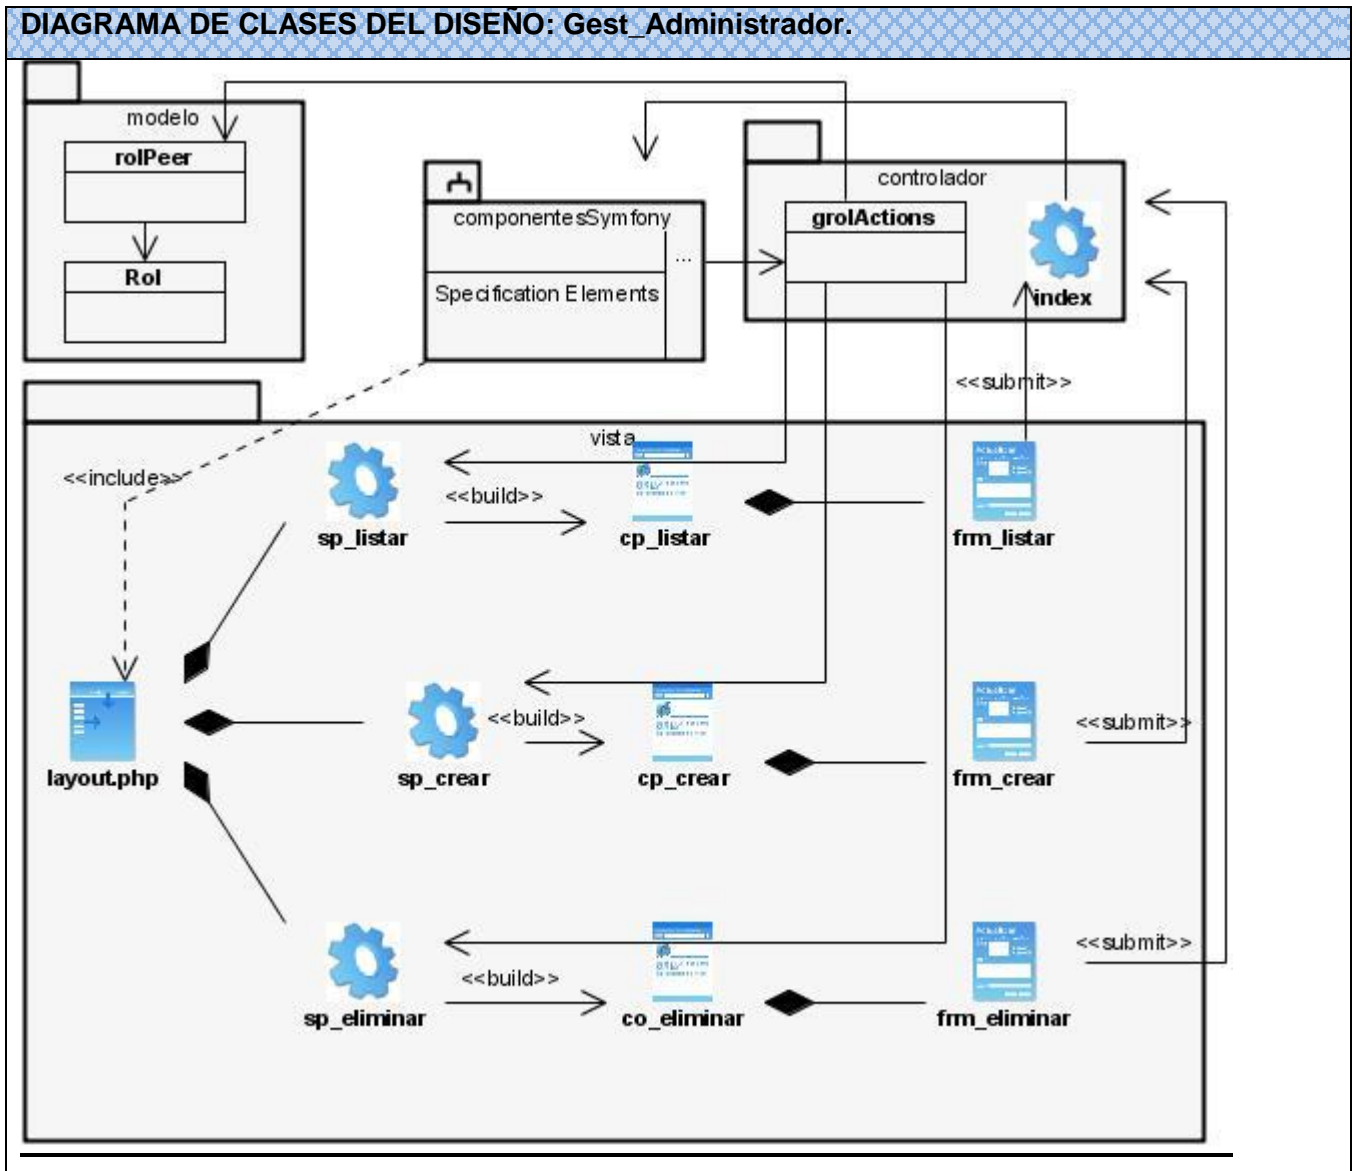 DIAGRAMA DE CLASES DEL DISEÑO: Gest_Administrador.
modelo
rolPeer
Rol
componentesSymfony
...
Specification Elements
controlador
grolActions
index
<<submit>>
vista
<<include>>
<<build>>
sp_listar
cp_listar
frm_listar
<<build>>
<<submit>>
layout.php
sp_crear
cp_crear
frm_crear
<<build>>
<<submit>>
sp_eliminar
co_eliminar
frm_eliminar